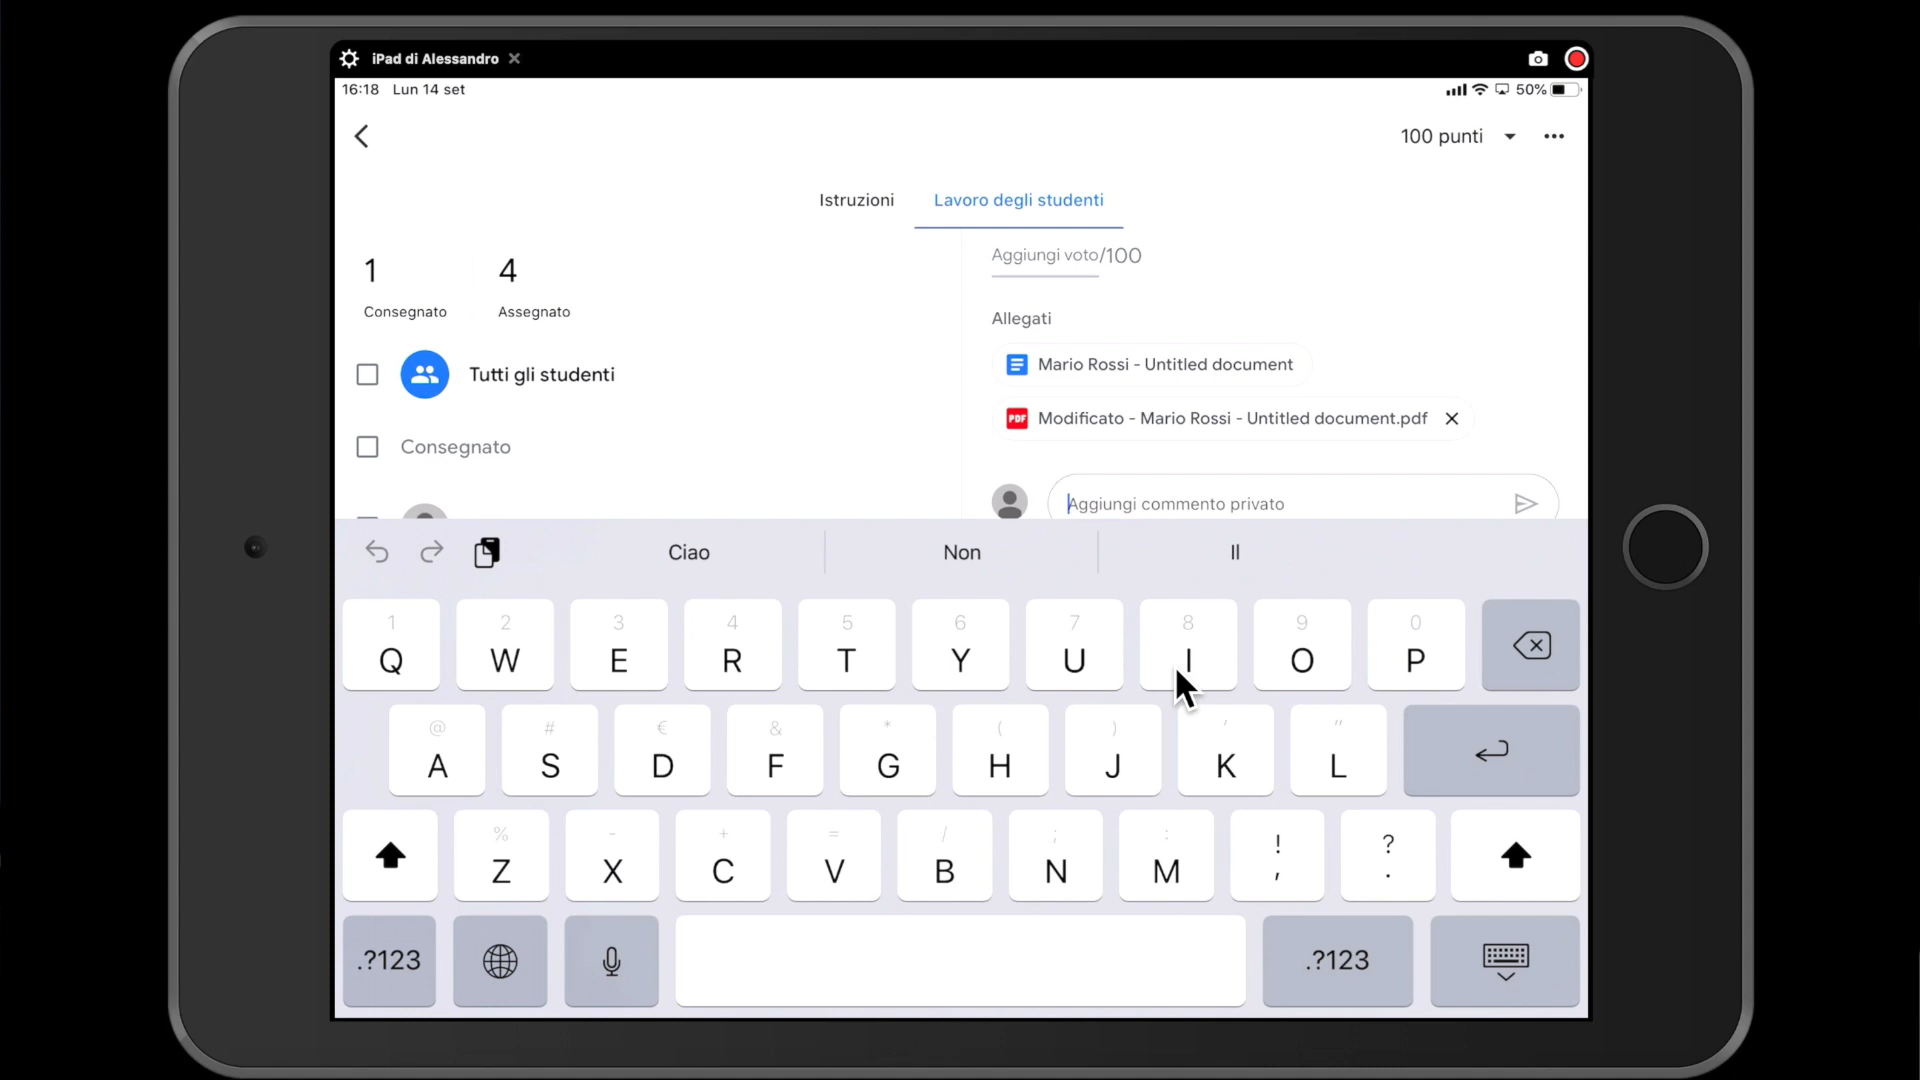 iPad di Alessandro
16:18 Lun 14 set
50%
100 punti
Istruzioni Lavoro degli studenti
1 4
Consegnato Assegnato
Tutti gli studenti
Consegnato
Aggiungi voto/100
Allegati
Mario Rossi - Untitled document
PDF Modificato - Mario Rossi - Untitled document.pdf
Aggiungi commento privato
Ciao Non Il
1 2 3 4 5 6 7 8 9 0
Q W E R T Y U I O P
@ # € & * ( ) ' "
A S D F G H J K L
% - + = / ; : ! ?
Z X C V B N M , .
.?123 .?123